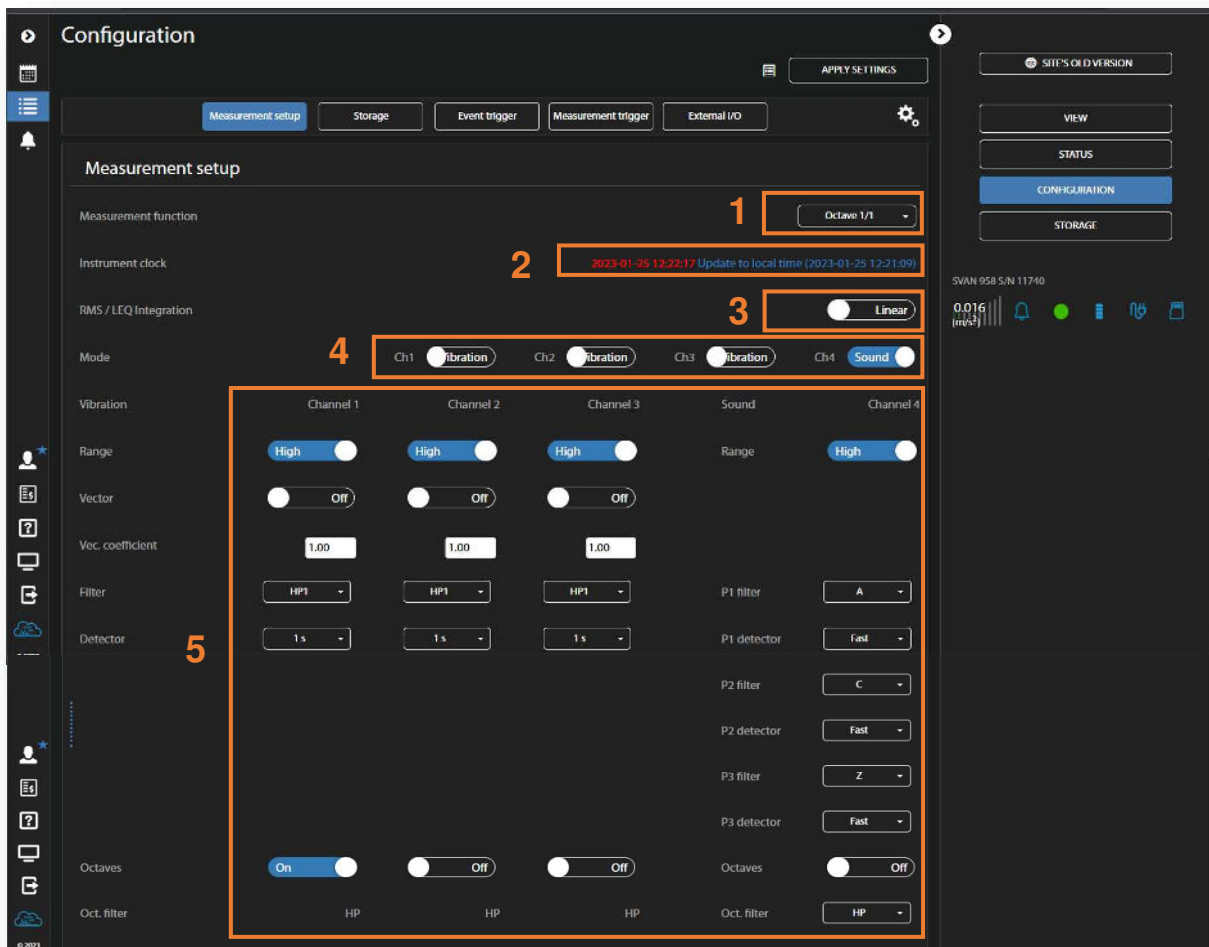 Configuration
SITE'S OLD VERSION
APPLY SETTINGS
Measurement setup Storage Event trigger Measurement trigger External I/O
VIEW
STATUS
CONFIGURATION
STORAGE
Measurement setup
Measurement function 1 Octave 1/1
Instrument clock 2 2023-01-25 12:22:17 Update to local time (2023-01-25 12:21:09)
SVAN 958 S/N 11740
0.016
(m/s²)
RMS / LEQ Integration 3 Linear
Mode 4 Ch1 ibration Ch2 ibration Ch3 ibration Ch4 Sound
Vibration Channel 1 Channel 2 Channel 3 Sound Channel 4
Range High High High Range High
Vector Off Off Off
Vec. coefficient 1.00 1.00 1.00
Filter HP1 HP1 HP1 P1 filter A
Detector 1 s 1 s 1 s P1 detector Fast
5
P2 filter C
P2 detector Fast
P3 filter Z
P3 detector Fast
Octaves On Off Off Octaves Off
Oct. filter HP HP HP Oct. filter HP
© 2023